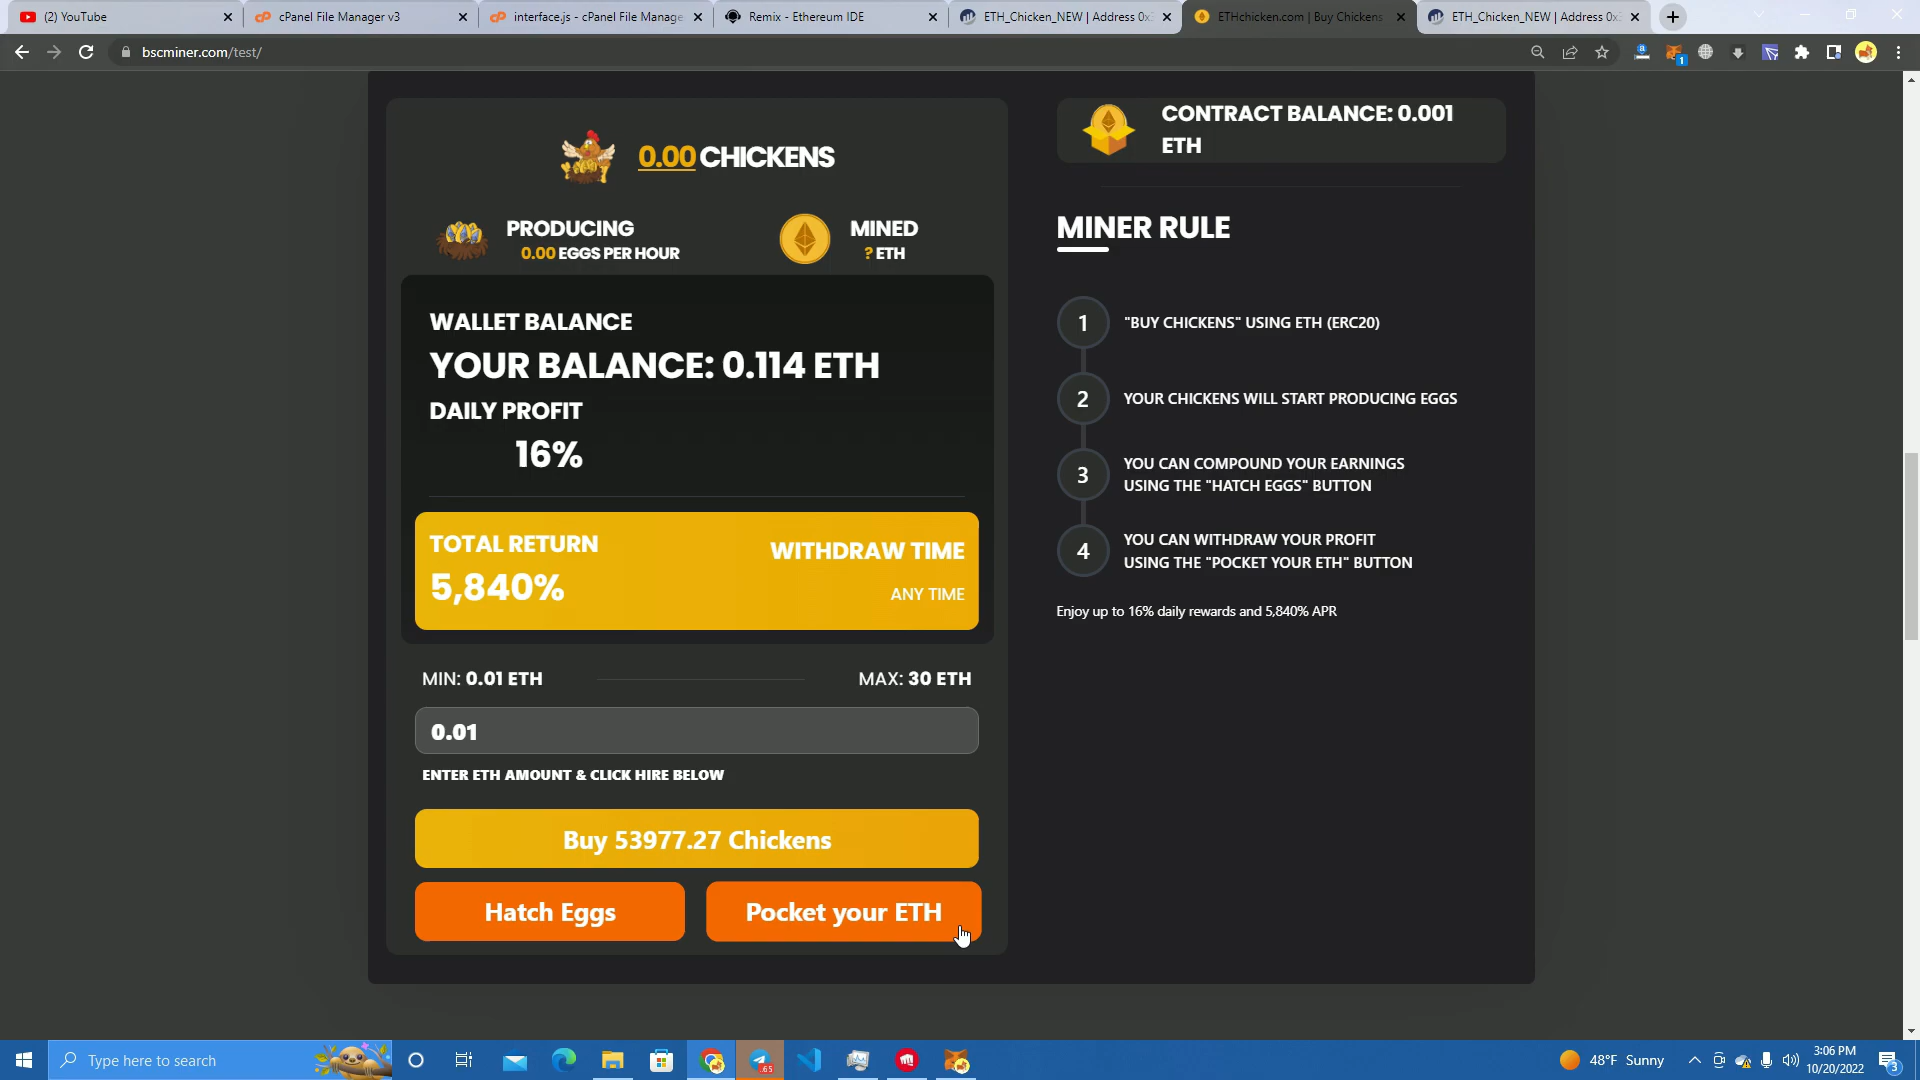 (2) YouTube
cPanel File Manager v3
interface.js - cPanel File Manage
Remix - Ethereum IDE
ETH_Chicken_NEW | Address 0x
ETHchicken.com | Buy Chickens
ETH_Chicken_NEW | Address 0x
bscminer.com/test/
1
0.00 CHICKENS
PRODUCING
0.00 EGGS PER HOUR
MINED
? ETH
WALLET BALANCE
YOUR BALANCE: 0.114 ETH
DAILY PROFIT
16%
TOTAL RETURN
5,840%
WITHDRAW TIME
ANY TIME
MIN: 0.01 ETH
MAX: 30 ETH
0.01
ENTER ETH AMOUNT & CLICK HIRE BELOW
Buy 53977.27 Chickens
Hatch Eggs
Pocket your ETH
CONTRACT BALANCE: 0.001
ETH
MINER RULE
1
"BUY CHICKENS" USING ETH (ERC20)
2
YOUR CHICKENS WILL START PRODUCING EGGS
3
YOU CAN COMPOUND YOUR EARNINGS
USING THE "HATCH EGGS" BUTTON
4
YOU CAN WITHDRAW YOUR PROFIT
USING THE "POCKET YOUR ETH" BUTTON
Enjoy up to 16% daily rewards and 5,840% APR
Type here to search
.65
48°F Sunny
3:06 PM
10/20/2022
3